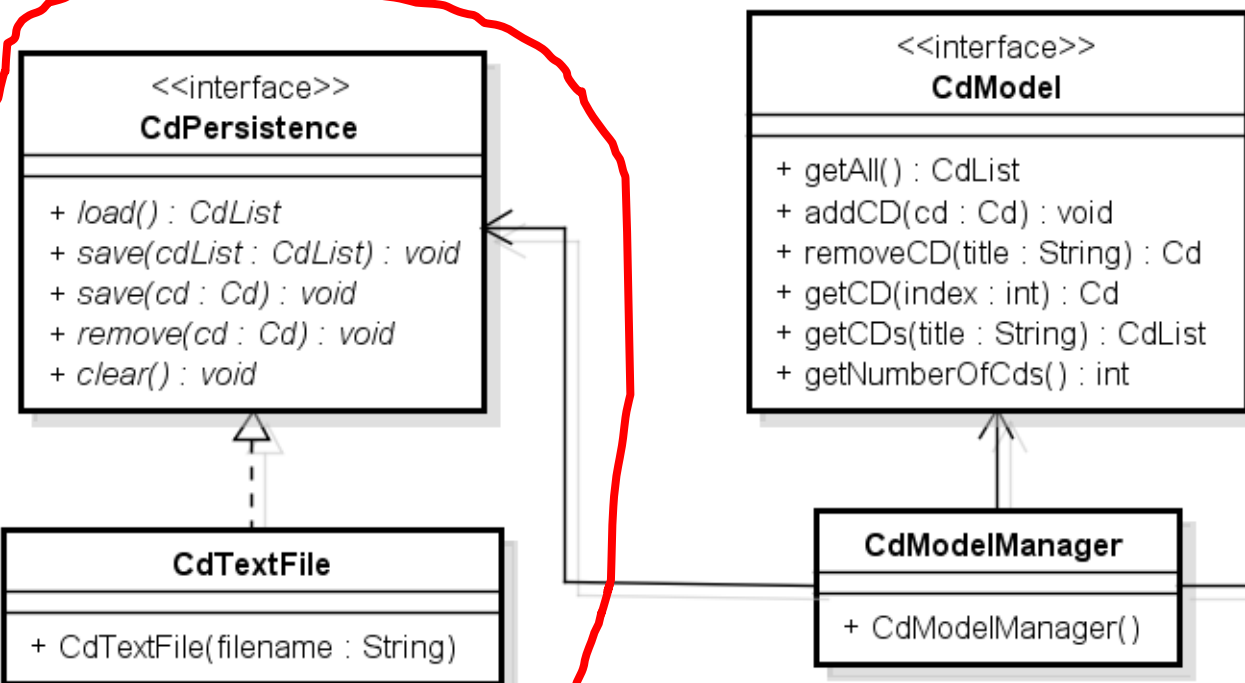 <<interface>>
CdPersistence
+ load() : CdList
+ save(cdList : CdList) : void
+ save(cd : Cd) : void
+ remove(cd : Cd) : void
+ clear() : void
CdTextFile
+ CdTextFile(filename : String)
<<interface>>
CdModel
+ getAll() : CdList
+ addCD(cd : Cd) : void
+ removeCD(title : String) : Cd
+ getCD(index : int) : Cd
+ getCDs(title : String) : CdList
+ getNumberOfCds() : int
CdModelManager
+ CdModelManager()